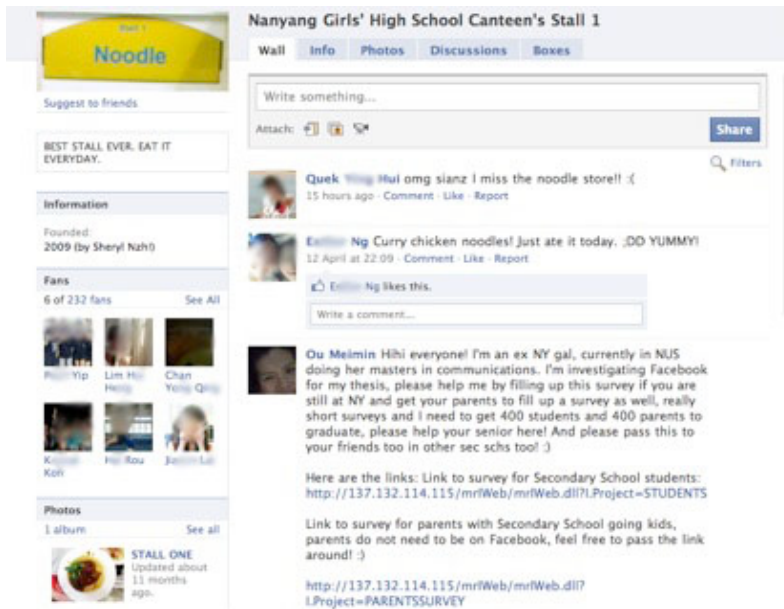 Stall 1
Noodle
Suggest to friends
BEST STALL EVER. EAT IT
EVERYDAY.
Information
Founded:
2009 (by Sheryl Nzh!)
Fans
6 of 232 fans
See All
Yip
Lim
Heng
Chan
Yong Qing
Koh
Rou
Photos
1 album
See all
STALL ONE
Updated about
11 months
ago.
Nanyang Girls' High School Canteen's Stall 1
Wall Info Photos Discussions Boxes
Write something...
Attach:
Share
Filters
Quek Hui omg sianz I miss the noodle store!! :(
15 hours ago · Comment · Like · Report
Ng Curry chicken noodles! Just ate it today. ;DD YUMMY!
12 April at 22:09 · Comment · Like · Report
Ng likes this.
Write a comment...
Ou Meimin Hihi everyone! I'm an ex NY gal, currently in NUS
doing her masters in communications. I'm investigating Facebook
for my thesis, please help me by filling up this survey if you are
still at NY and get your parents to fill up a survey as well, really
short surveys and I need to get 400 students and 400 parents to
graduate, please help your senior here! And please pass this to
your friends too in other sec schs too! :)
Here are the links: Link to survey for Secondary School students:
http://137.132.114.115/mrIWeb/mrIWeb.dll?I.Project=STUDENTS
Link to survey for parents with Secondary School going kids,
parents do not need to be on Facebook, feel free to pass the link
around! :)
http://137.132.114.115/mrIWeb/mrIWeb.dll?
I.Project=PARENTSSURVEY